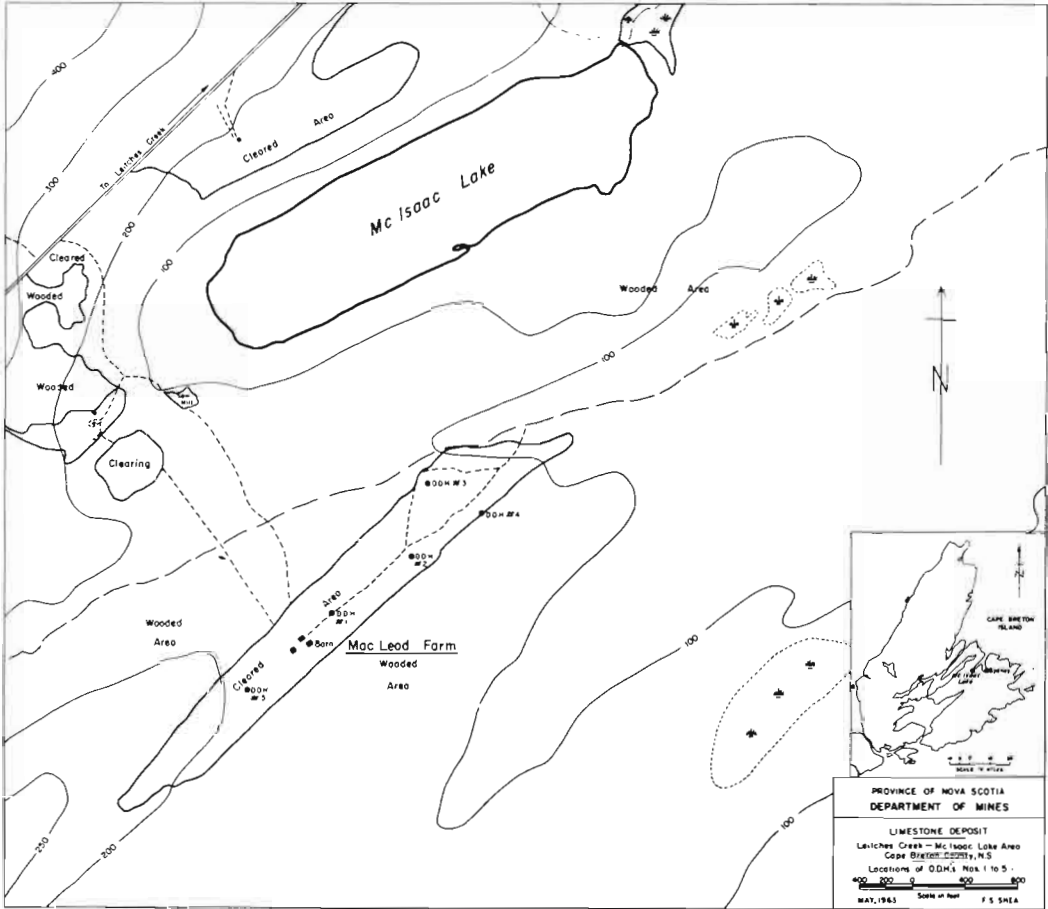 400
300
200
100
To Leitches Creek
Cleared Area
Mc Isaac Lake
Cleared
Wooded
Wooded
Saw Mill
Clearing
Wooded Area
100
N
DDH #3
DDH #4
DDH #2
DDH #1
Area
Barn
Mac Leod Farm
Wooded
Area
Wooded
Area
Cleared
DDH #5
100
250
200
100
N
CAPE BRETON
ISLAND
Mc Isaac
Lake
SCALE IN MILES
PROVINCE OF NOVA SCOTIA
DEPARTMENT OF MINES
LIMESTONE DEPOSIT
Leitches Creek — Mc Isaac Lake Area
Cape Breton County, N.S
Locations of D.D.H.s Nos. 1 to 5
400 200 0 400 800
Scale in feet
MAY, 1963 F S SHEA